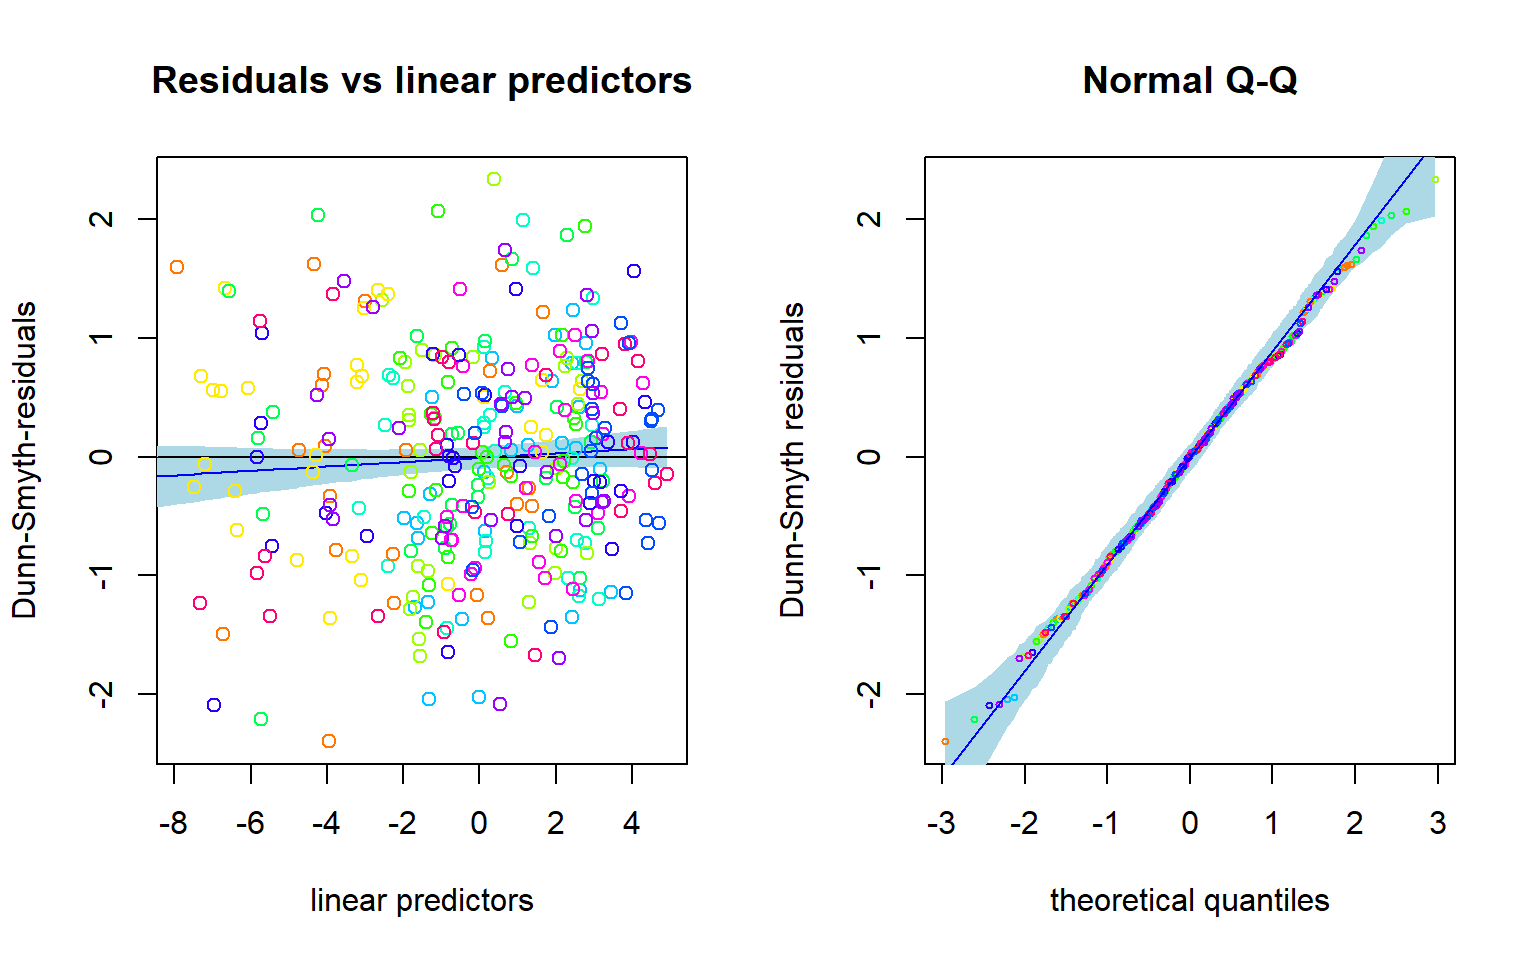 Residuals vs linear predictors
Dunn-Smyth-residuals
2
1
0
-1
-2
-8 -6 -4 -2 0 2 4
linear predictors
Normal Q-Q
Dunn-Smyth residuals
2
1
0
-1
-2
-3 -2 -1 0 1 2 3
theoretical quantiles